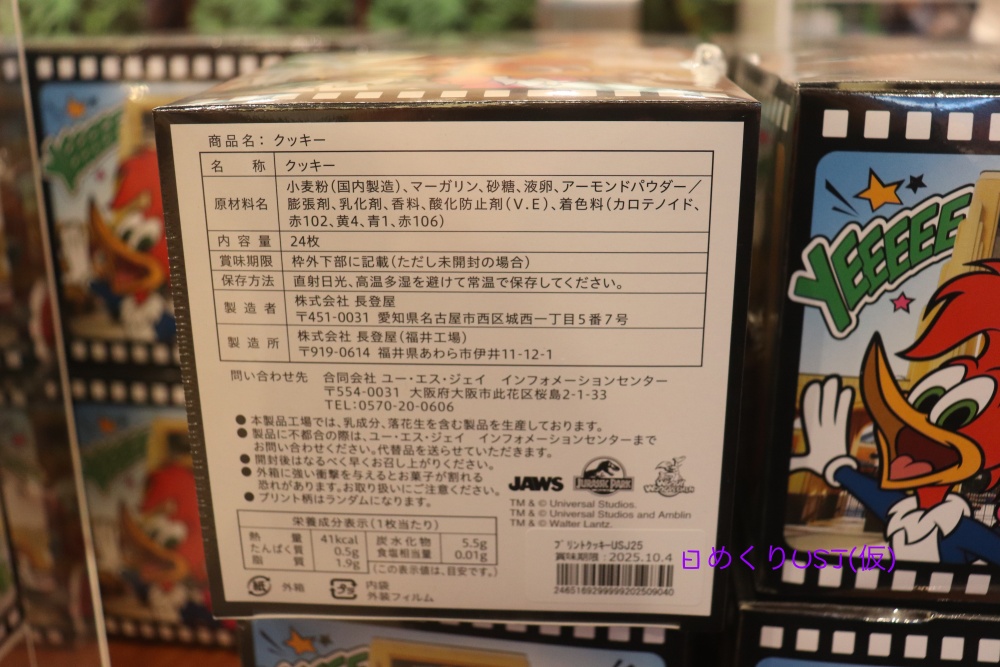 商品名：クッキー
名 称 クッキー
原材料名 小麦粉(国内製造)、マーガリン、砂糖、液卵、アーモンドパウダー／
膨張剤、乳化剤、香料、酸化防止剤(V.E)、着色料(カロテノイド、
赤102、黄4、青1、赤106)
内容量 24枚
賞味期限 枠外下部に記載(ただし未開封の場合)
保存方法 直射日光、高温多湿を避けて常温で保存してください。
製造者 株式会社 長登屋
〒451-0031 愛知県名古屋市西区城西一丁目5番7号
製造所 株式会社 長登屋(福井工場)
〒919-0614 福井県あわら市伊井11-12-1
問い合わせ先 合同会社 ユー・エス・ジェイ インフォメーションセンター
〒554-0031 大阪府大阪市此花区桜島2-1-33
TEL:0570-20-0606
● 本製品工場では、乳成分、落花生を含む製品を生産しております。
● 製品に不都合の際は、ユー・エス・ジェイ インフォメーションセンターまで
お問い合わせください。代替品を送らせていただきます。
● 開封後はなるべく早くお召し上がりください。
● 外箱に強い衝撃を与えるとお菓子が割れる
恐れがあります。お取り扱いにご注意ください。
● プリント柄はランダムになります。
JAWS
JURASSIC PARK
TM & © Universal Studios.
TM & © Universal Studios and Amblin
TM & © Walter Lantz.
栄養成分表示(1枚当たり)
熱量 41kcal 炭水化物 5.5g
たんぱく質 0.5g 食塩相当量 0.01g
脂質 1.9g (この表示値は、目安です。)
紙 外箱
プラ 内袋
外装フィルム
プリントクッキーUSJ25
賞味期限：2025.10.4
2465169299999202509040
日めくりUSJ(仮)
YEEEEE